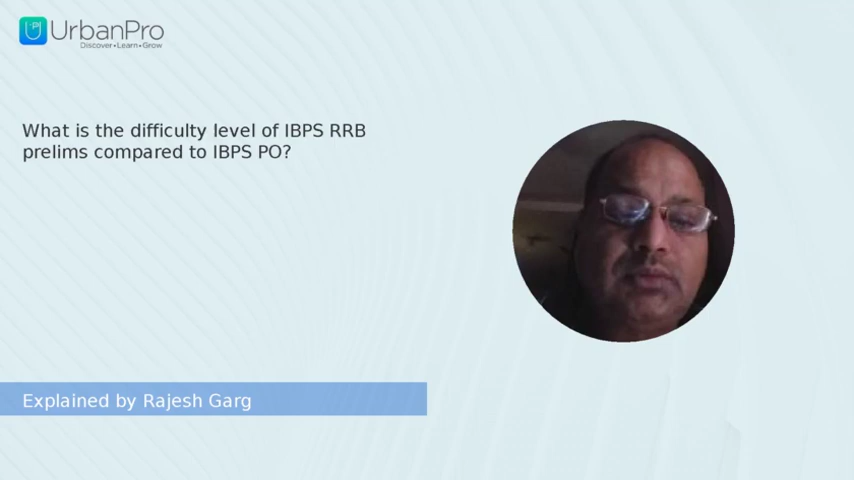 UrbanPro
Discover•Learn•Grow
What is the difficulty level of IBPS RRB
prelims compared to IBPS PO?
Explained by Rajesh Garg